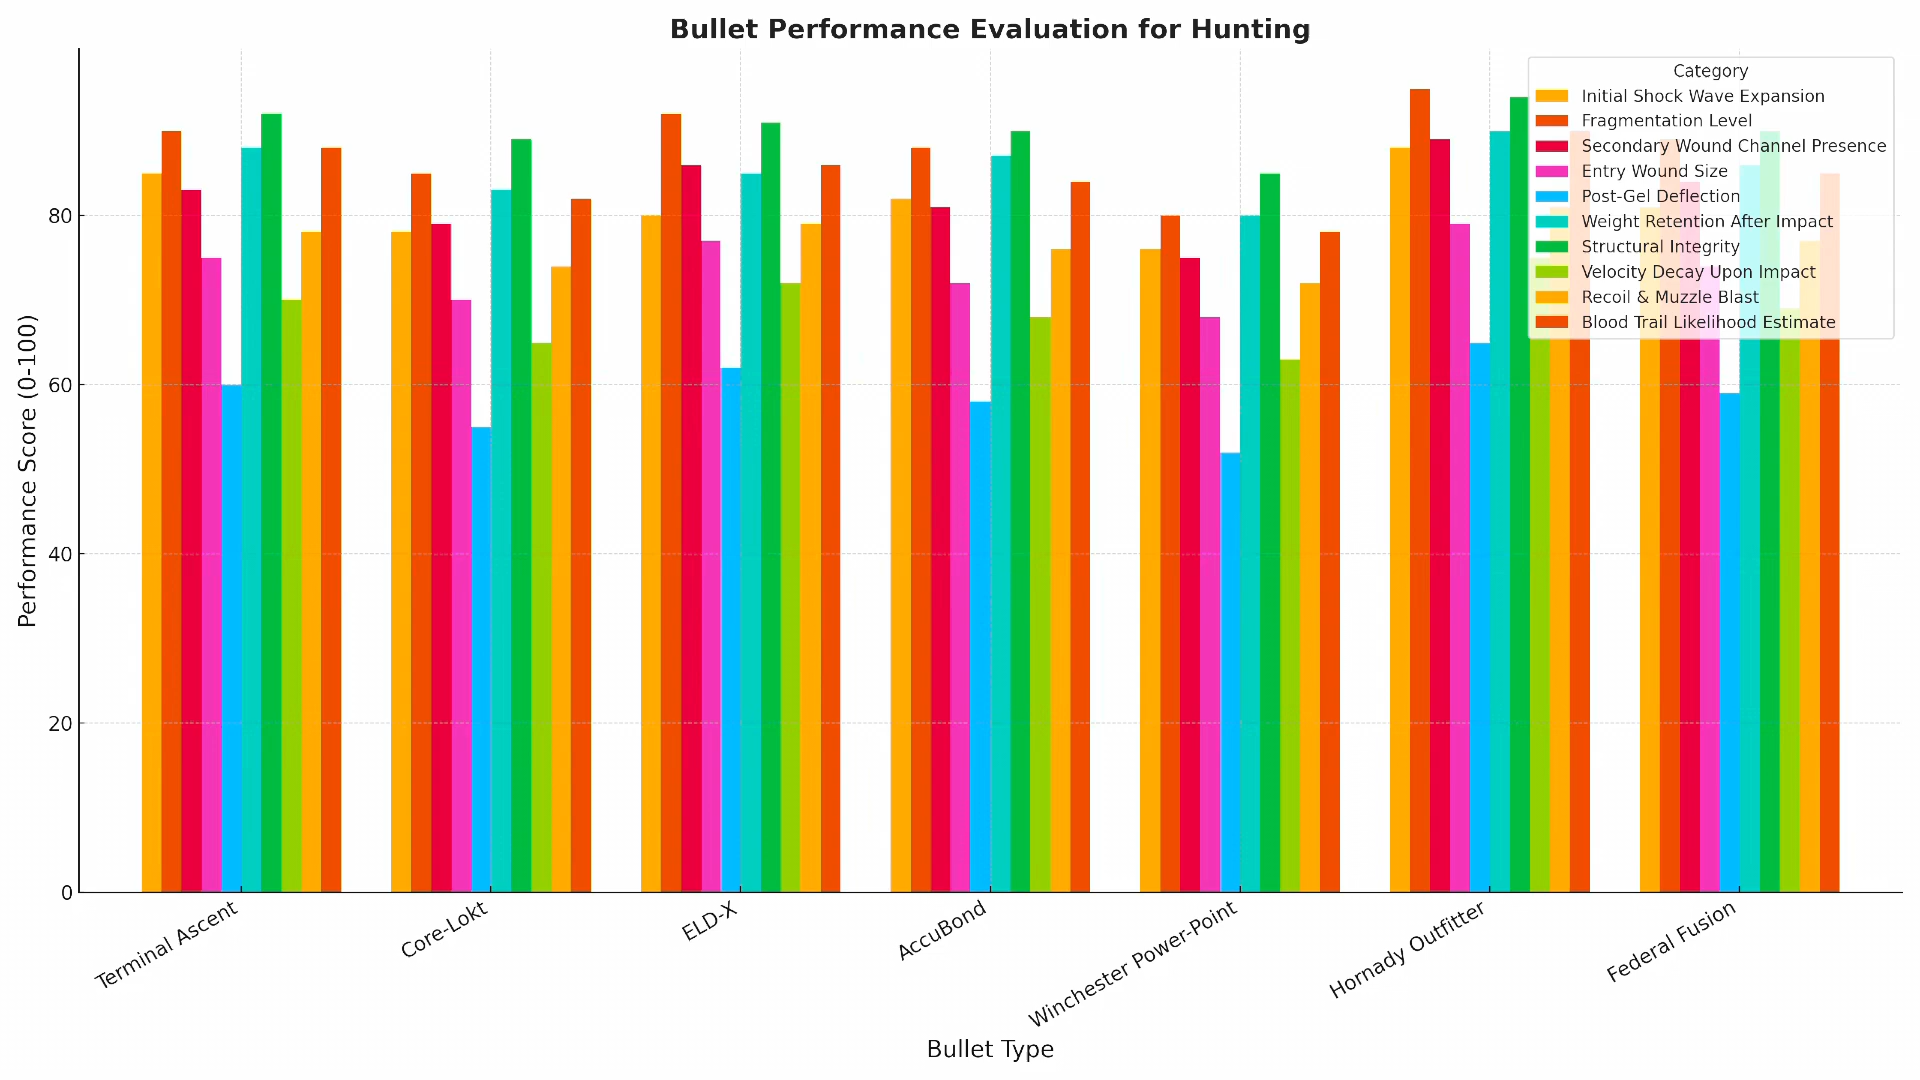 Bullet Performance Evaluation for Hunting
Category
Initial Shock Wave Expansion
Fragmentation Level
Secondary Wound Channel Presence
Entry Wound Size
Post-Gel Deflection
Weight Retention After Impact
Structural Integrity
Velocity Decay Upon Impact
Recoil & Muzzle Blast
Blood Trail Likelihood Estimate
Performance Score (0-100)
80
60
40
20
0
Terminal Ascent
Core-Lokt
ELD-X
AccuBond
Winchester Power-Point
Hornady Outfitter
Federal Fusion
Bullet Type